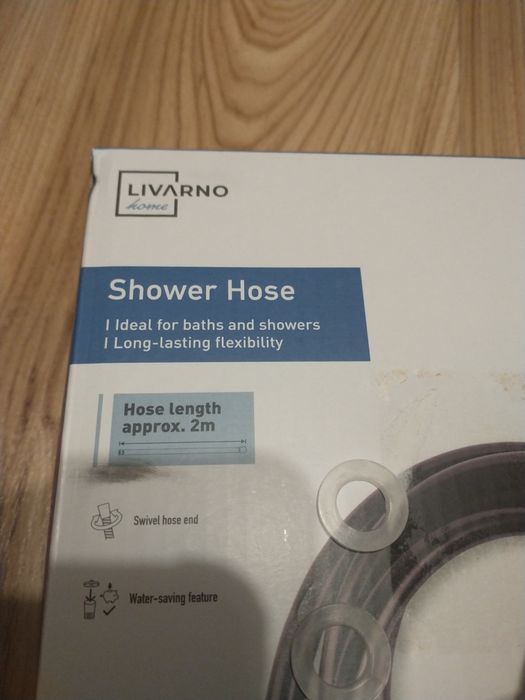 LIVARNO
home
Shower Hose
I Ideal for baths and showers
I Long-lasting flexibility
Hose length
approx. 2m
Swivel hose end
Water-saving feature